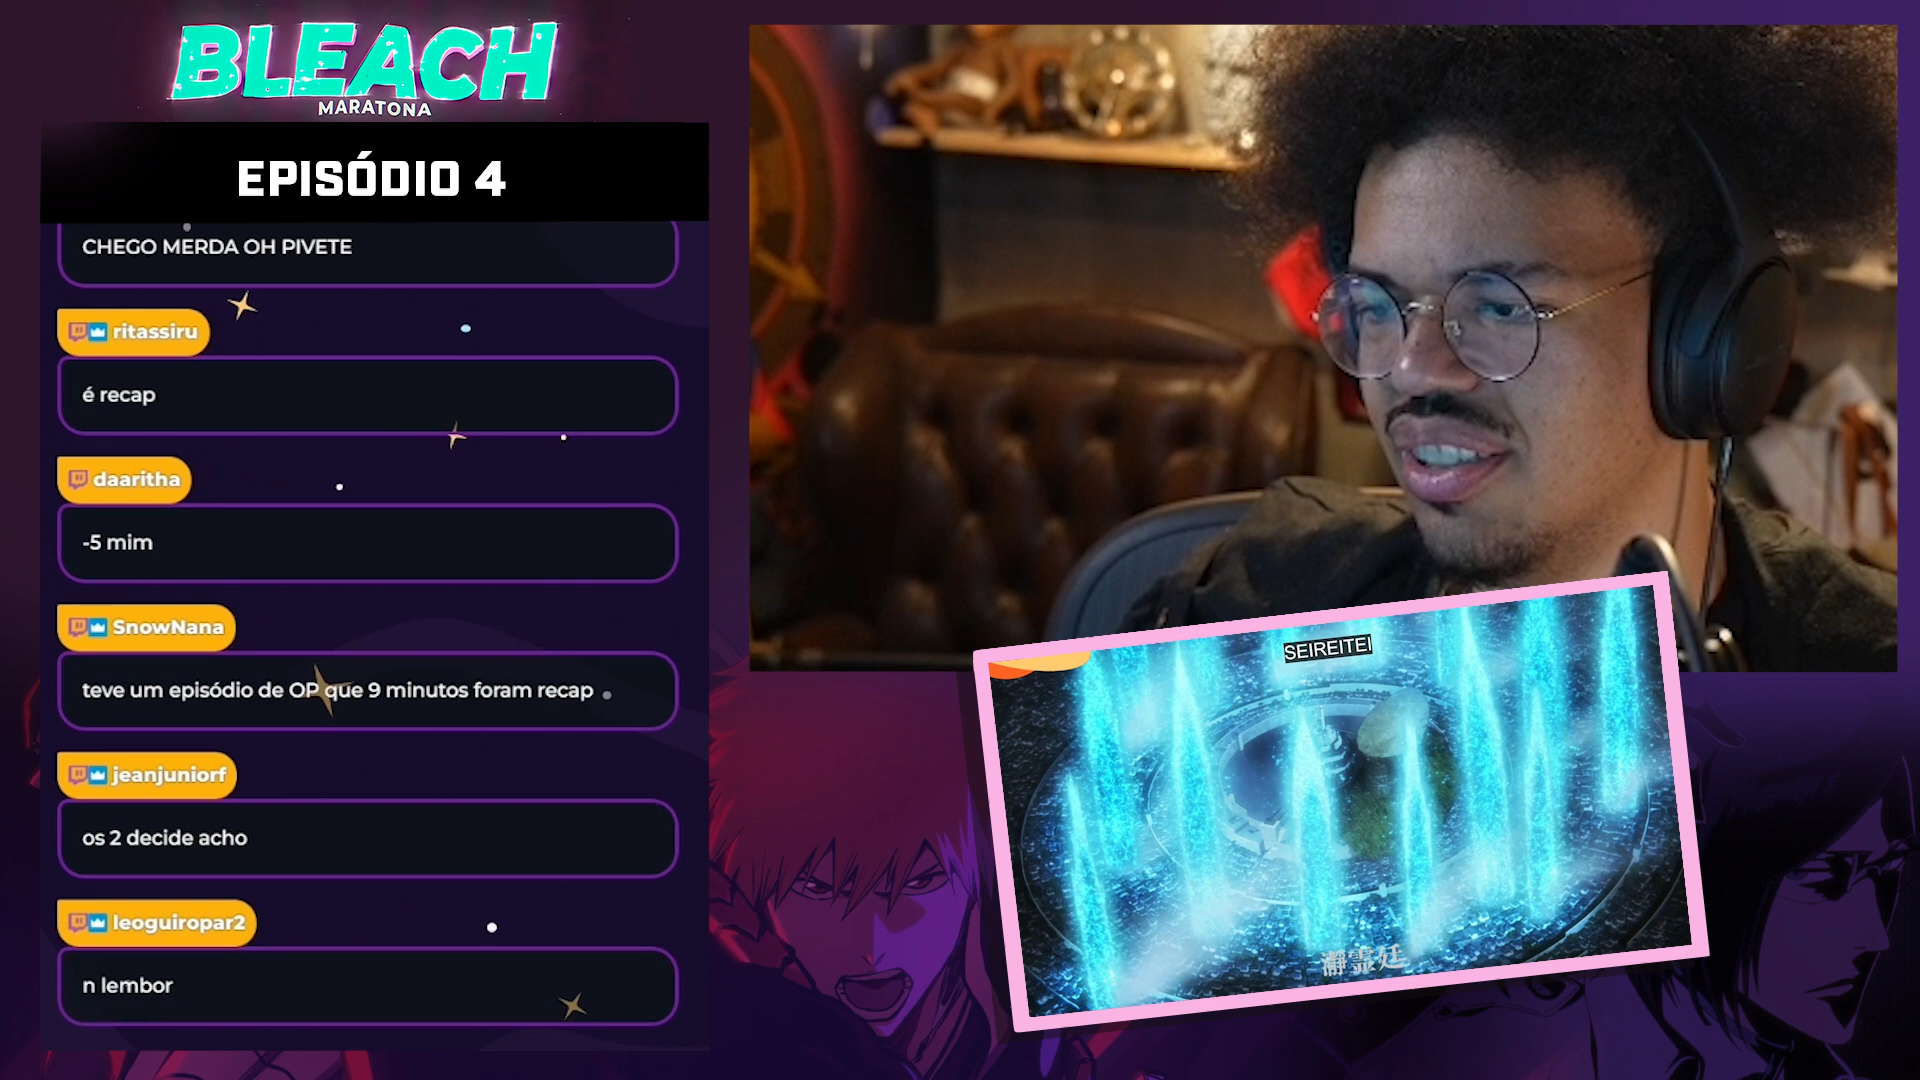 BLEACH
MARATONA
EPISÓDIO 4
CHEGO MERDA OH PIVETE
ritassiru
é recap
daaritha
-5 mim
SnowNana
teve um episódio de OP que 9 minutos foram recap
jeanjuniorf
os 2 decide acho
leoguiropar2
n lembor
SEIREITEI
瀞霊廷